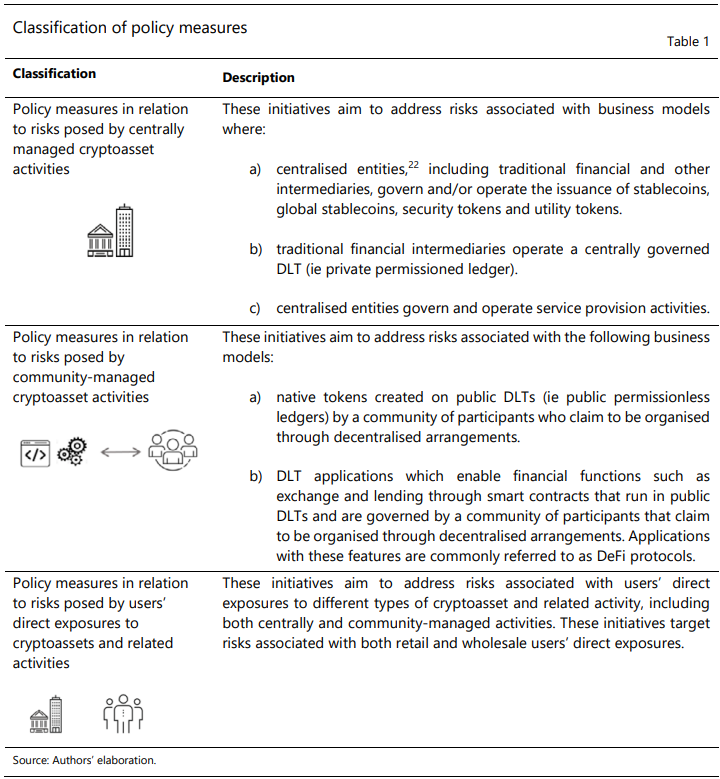 Classification of policy measures
Table 1
Classification
Description
Policy measures in relation
to risks posed by centrally
managed cryptoasset
activities
These initiatives aim to address risks associated with business models
where:
a) centralised entities,22 including traditional financial and other
intermediaries, govern and/or operate the issuance of stablecoins,
global stablecoins, security tokens and utility tokens.
b) traditional financial intermediaries operate a centrally governed
DLT (ie private permissioned ledger).
c) centralised entities govern and operate service provision activities.
Policy measures in relation
to risks posed by
community-managed
cryptoasset activities
</>
These initiatives aim to address risks associated with the following business
models:
a) native tokens created on public DLTs (ie public permissionless
ledgers) by a community of participants who claim to be organised
through decentralised arrangements.
b) DLT applications which enable financial functions such as
exchange and lending through smart contracts that run in public
DLTs and are governed by a community of participants that claim
to be organised through decentralised arrangements. Applications
with these features are commonly referred to as DeFi protocols.
Policy measures in relation
to risks posed by users’
direct exposures to
cryptoassets and related
activities
These initiatives aim to address risks associated with users’ direct
exposures to different types of cryptoasset and related activity, including
both centrally and community-managed activities. These initiatives target
risks associated with both retail and wholesale users’ direct exposures.
Source: Authors’ elaboration.